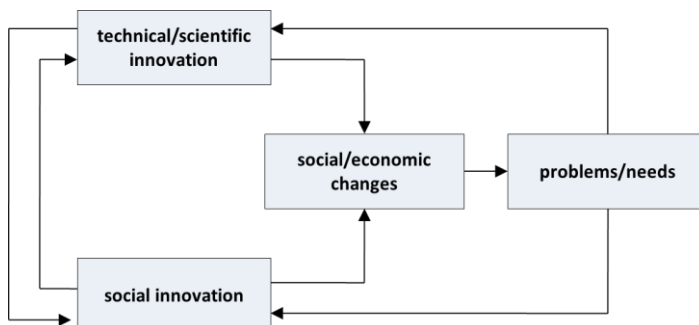 technical/scientific
innovation
social/economic
changes
problems/needs
social innovation